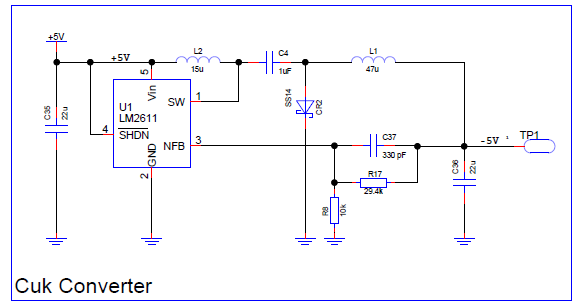 +5V
+5V
L2
15u
C4
1uF
L1
47u
5
Vin
U1
LM2611
SW
1
4
SHDN
NFB
3
GND
2
C35
22u
SS14
CR2
C37
330 pF
R17
29.4k
R8
10k
-5V
1
TP1
C36
22u
Cuk Converter